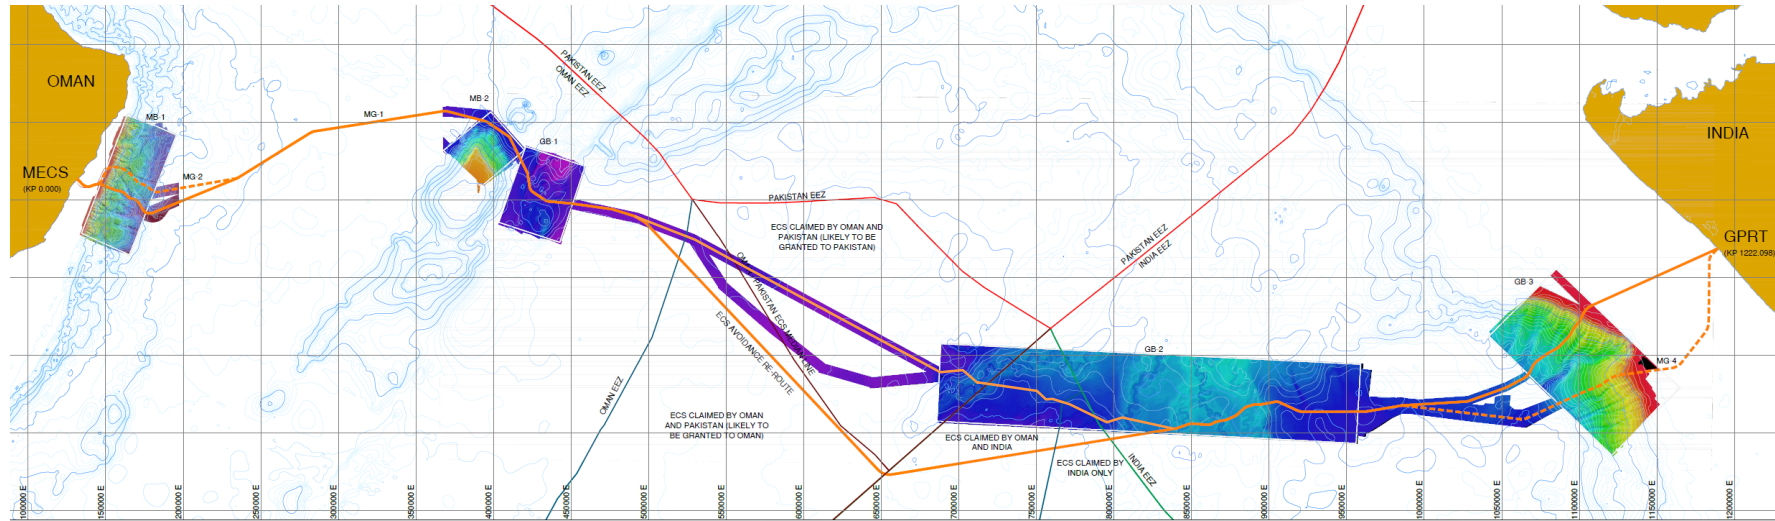 OMAN
MECS
(KP 0.000)
MB-1
MG-2
MG-1
MB-2
GB-1
PAKISTAN EEZ
OMAN EEZ
PAKISTAN EEZ
ECS CLAIMED BY OMAN AND
PAKISTAN (LIKELY TO BE
GRANTED TO PAKISTAN)
OMAN PAKISTAN ECS MEDIAN LINE
ECS AVOIDANCE RE-ROUTE
OMAN EEZ
ECS CLAIMED BY OMAN
AND PAKISTAN (LIKELY TO
BE GRANTED TO OMAN)
PAKISTAN EEZ
INDIA EEZ
GB-2
ECS CLAIMED BY OMAN
AND INDIA
ECS CLAIMED BY
INDIA ONLY
INDIA EEZ
GB-3
MG-4
INDIA
GPRT
(KP 1222.098)
100000 E
150000 E
200000 E
250000 E
300000 E
350000 E
400000 E
450000 E
500000 E
550000 E
600000 E
650000 E
700000 E
750000 E
800000 E
850000 E
900000 E
950000 E
1000000 E
1050000 E
1100000 E
1150000 E
1200000 E